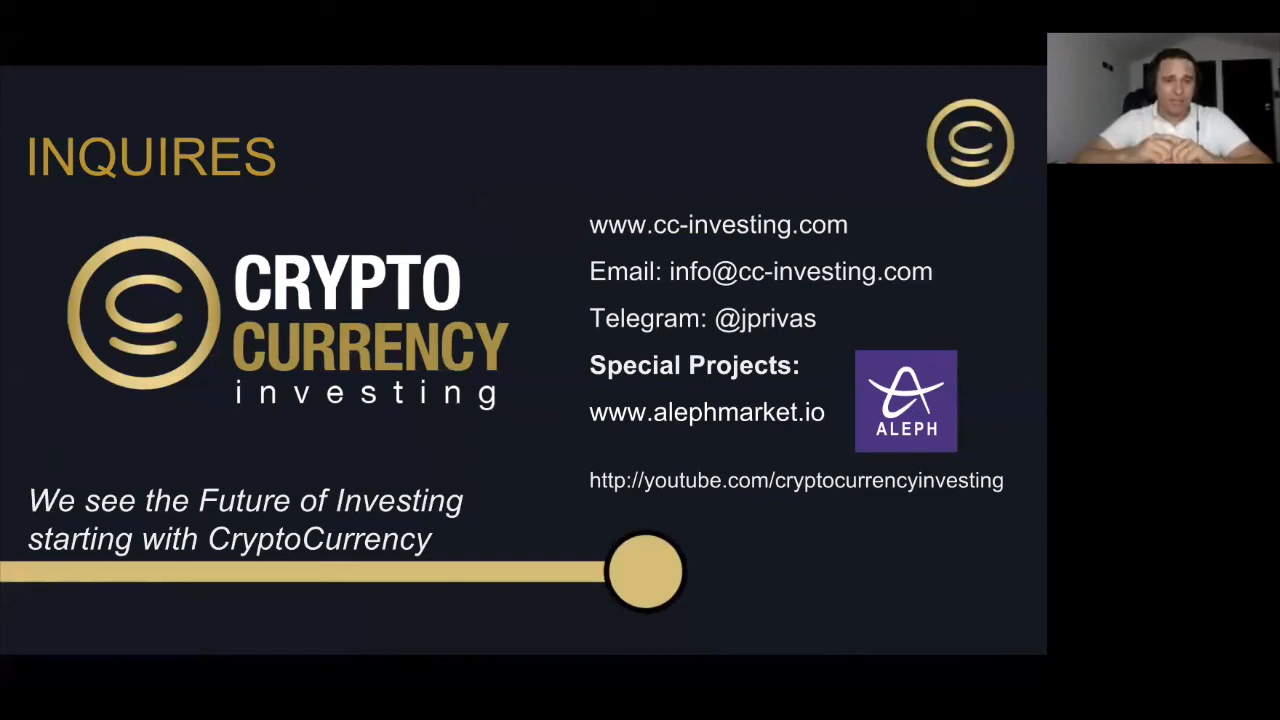 INQUIRES
CRYPTO
CURRENCY
investing
We see the Future of Investing
starting with CryptoCurrency
www.cc-investing.com
Email: info@cc-investing.com
Telegram: @jprivas
Special Projects:
www.alephmarket.io
ALEPH
http://youtube.com/cryptocurrencyinvesting